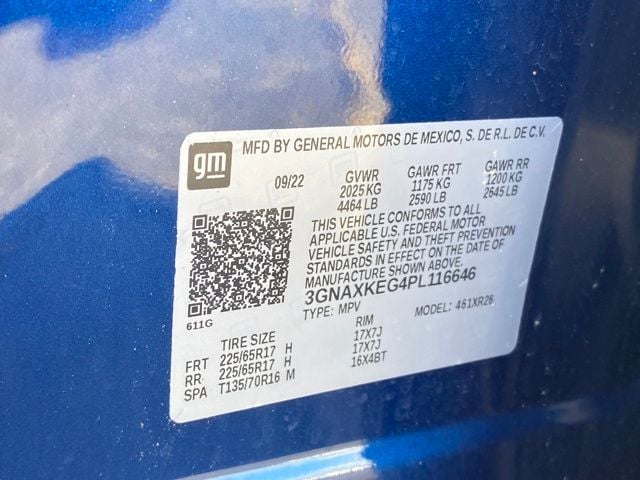 gm
MFD BY GENERAL MOTORS DE MEXICO, S. DE R.L. DE C.V.
09/22 GVWR GAWR FRT GAWR RR
2025 KG 1175 KG 1200 KG
4464 LB 2590 LB 2645 LB
THIS VEHICLE CONFORMS TO ALL
APPLICABLE U.S. FEDERAL MOTOR
VEHICLE SAFETY AND THEFT PREVENTION
STANDARDS IN EFFECT ON THE DATE OF
MANUFACTURE SHOWN ABOVE.
3GNAXKEG4PL116646
TYPE: MPV MODEL: 461XR26
611G
TIRE SIZE RIM
FRT 225/65R17 H 17X7J
RR 225/65R17 H 17X7J
SPA T135/70R16 M 16X4BT